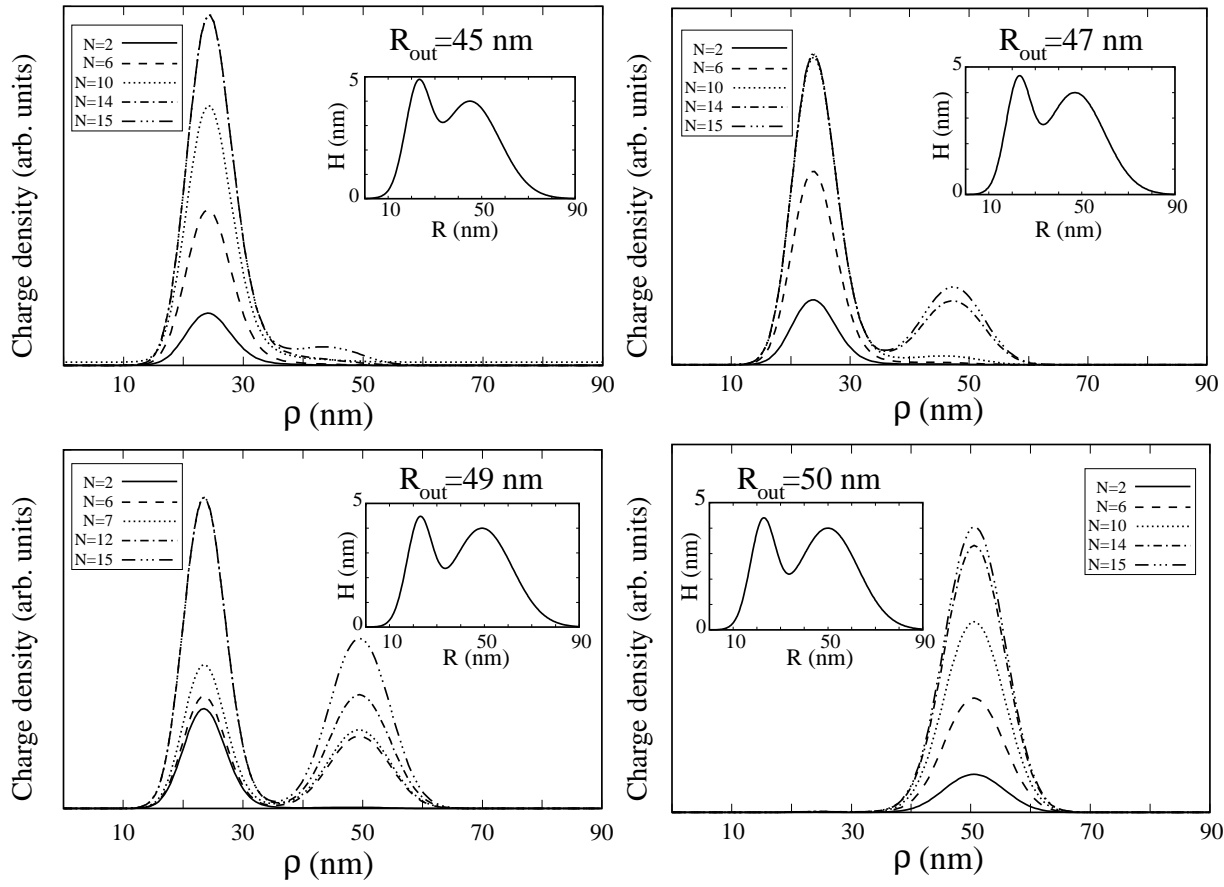 Charge density (arb. units)
N=2
N=6
N=10
N=14
N=15
R_out=45 nm
H (nm)
5
0
10 50 90
R (nm)
10 30 50 70 90
ρ (nm)
Charge density (arb. units)
N=2
N=6
N=10
N=14
N=15
R_out=47 nm
H (nm)
5
0
10 50 90
R (nm)
10 30 50 70 90
ρ (nm)
Charge density (arb. units)
N=2
N=6
N=7
N=12
N=15
R_out=49 nm
H (nm)
5
0
10 50 90
R (nm)
10 30 50 70 90
ρ (nm)
Charge density (arb. units)
R_out=50 nm
H (nm)
5
0
10 50 90
R (nm)
N=2
N=6
N=10
N=14
N=15
10 30 50 70 90
ρ (nm)